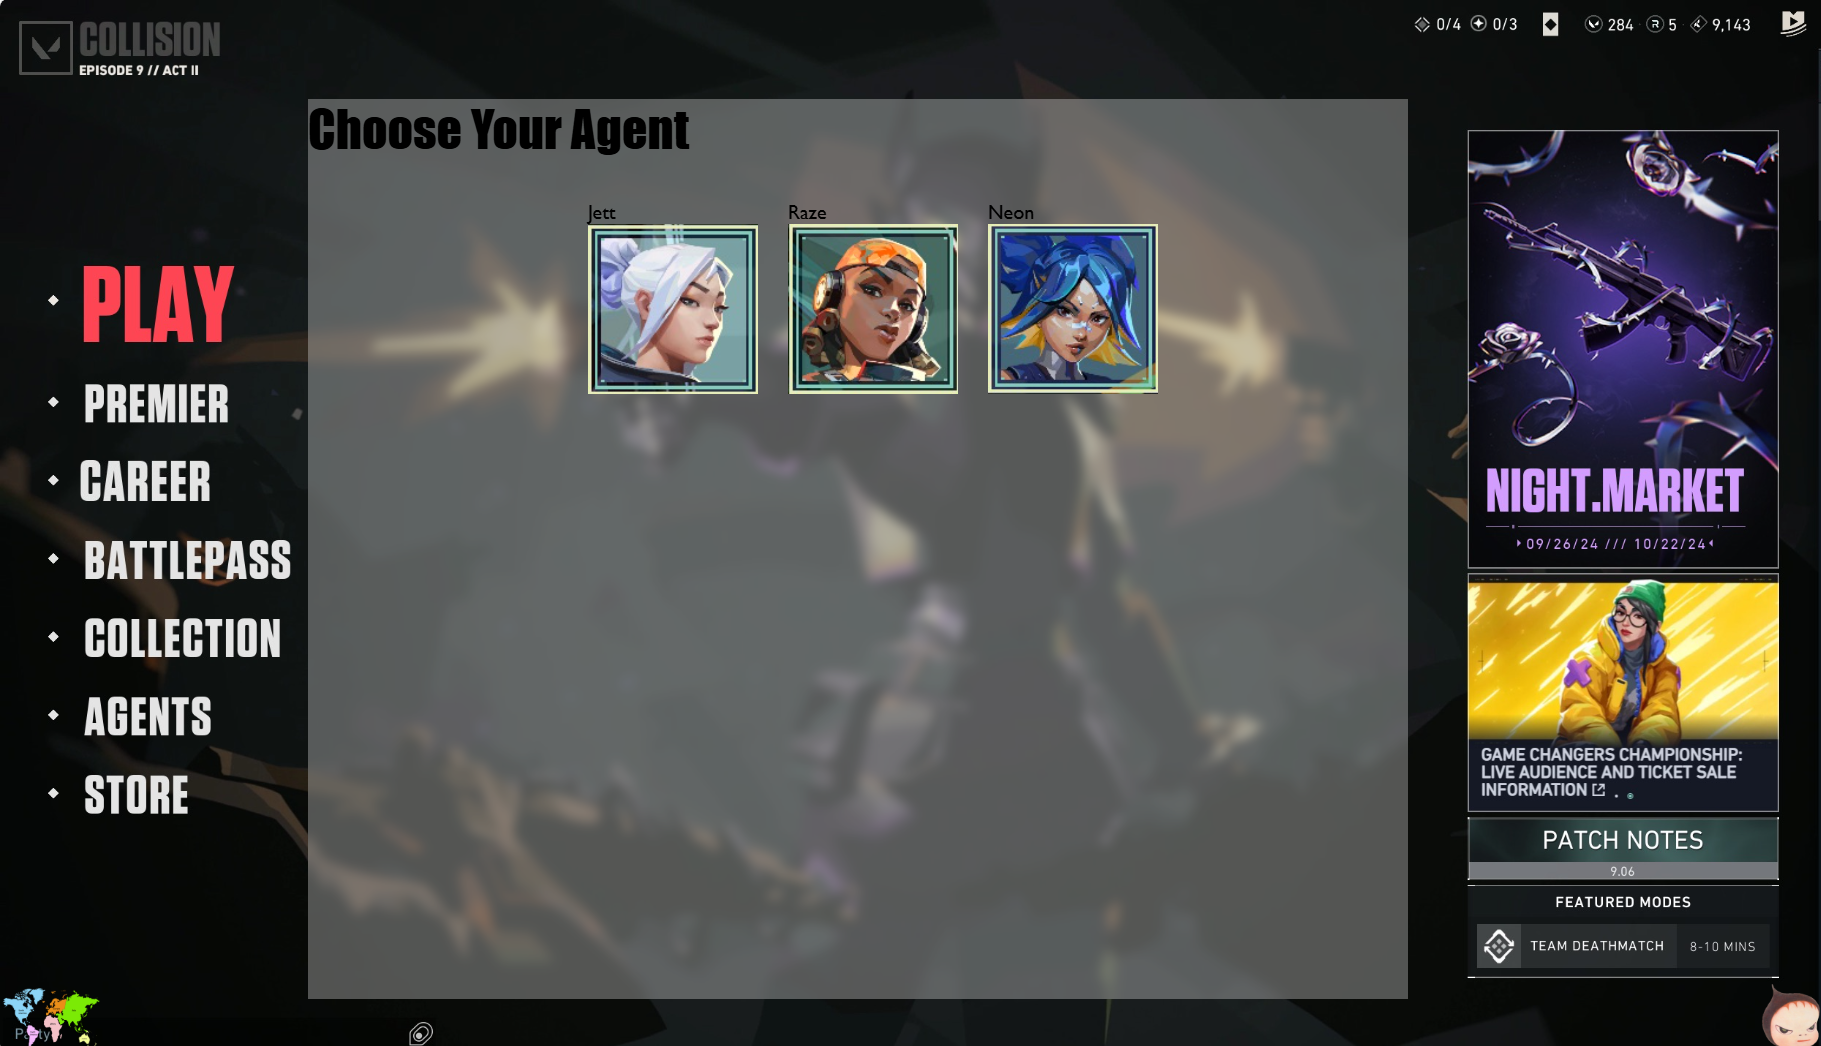 COLLISION
EPISODE 9 // ACT II
0/4 0/3 284 5 9,143
Choose Your Agent
Jett Raze Neon
PLAY
PREMIER
CAREER
BATTLEPASS
COLLECTION
AGENTS
STORE
NIGHT.MARKET
09/26/24 /// 10/22/24
GAME CHANGERS CHAMPIONSHIP:
LIVE AUDIENCE AND TICKET SALE
INFORMATION
PATCH NOTES
9.06
FEATURED MODES
TEAM DEATHMATCH 8-10 MINS